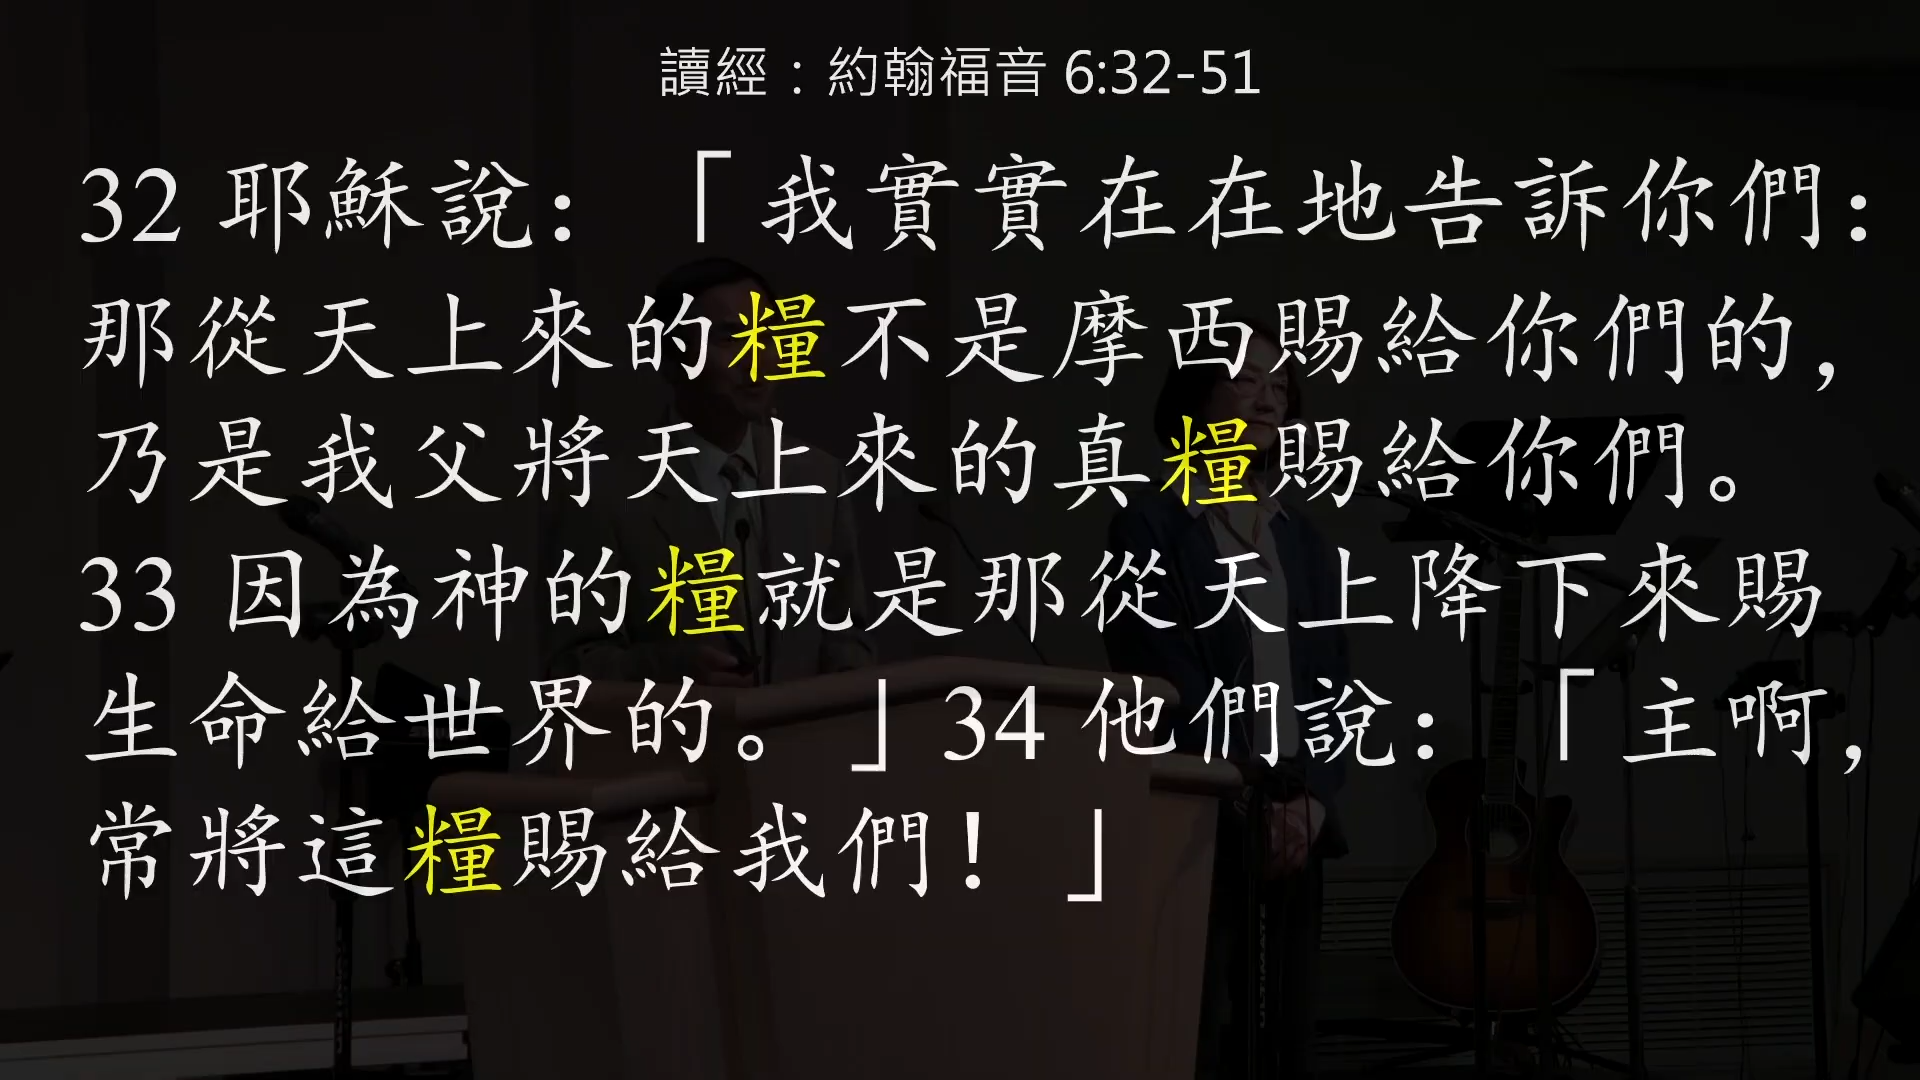 讀經：約翰福音 6:32-51
32 耶穌說：「我實實在在地告訴你們：
那從天上來的糧不是摩西賜給你們的，
乃是我父將天上來的真糧賜給你們。
33 因為神的糧就是那從天上降下來賜
生命給世界的。」34 他們說：「主啊，
常將這糧賜給我們！」
ULTIMATE